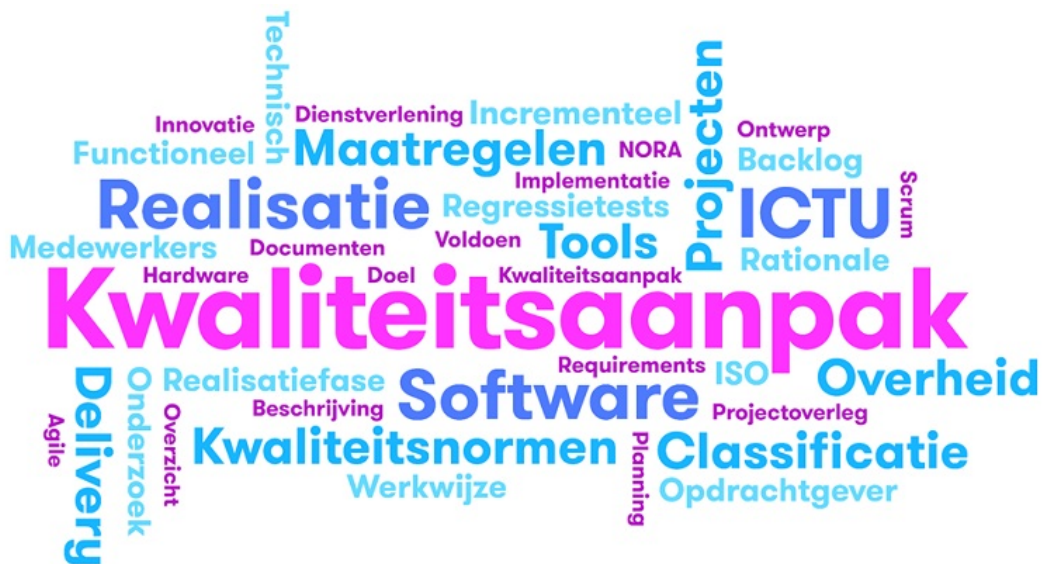 Technisch
Projecten
Innovatie
Dienstverlening
Incrementeel
Ontwerp
Functioneel
Maatregelen
NORA
Backlog
Scrum
Realisatie
Implementatie
Regressietests
ICTU
Medewerkers
Documenten
Voldoen
Tools
Rationale
Hardware
Doel
Kwaliteitsaanpak
Kwaliteitsaanpak
Delivery
Onderzoek
Realisatiefase
Software
Requirements
ISO
Overheid
Agile
Overzicht
Beschrijving
Projectoverleg
Kwaliteitsnormen
Planning
Classificatie
Werkwijze
Opdrachtgever